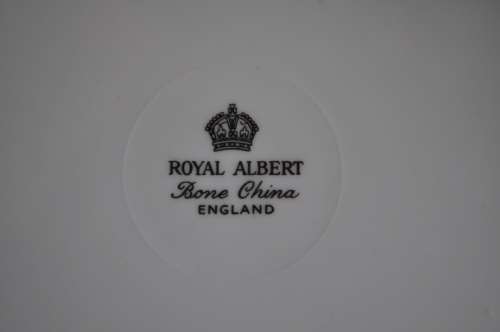 ROYAL ALBERT
Bone China
ENGLAND